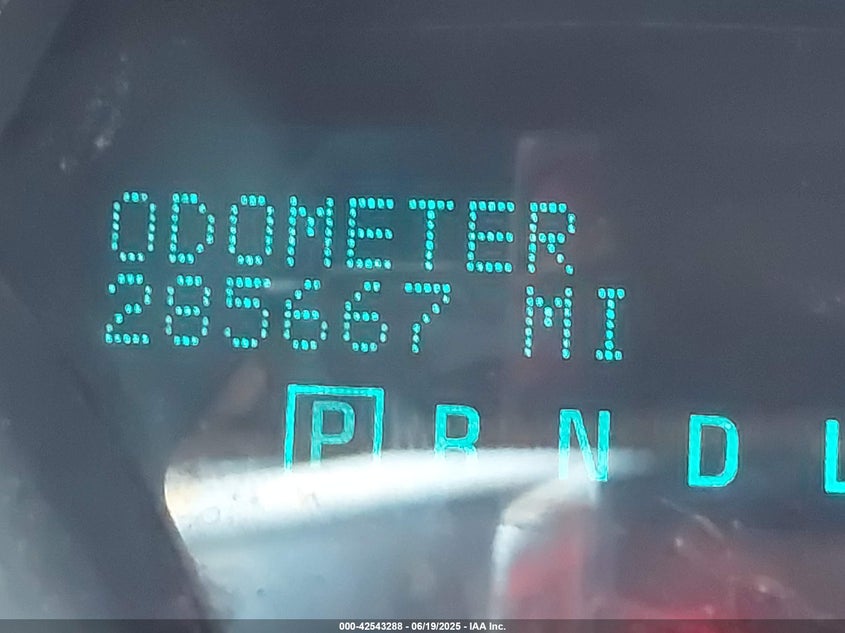 ODOMETER
285667 MI
P R N D L
000-42543288 - 06/19/2025 - IAA Inc.